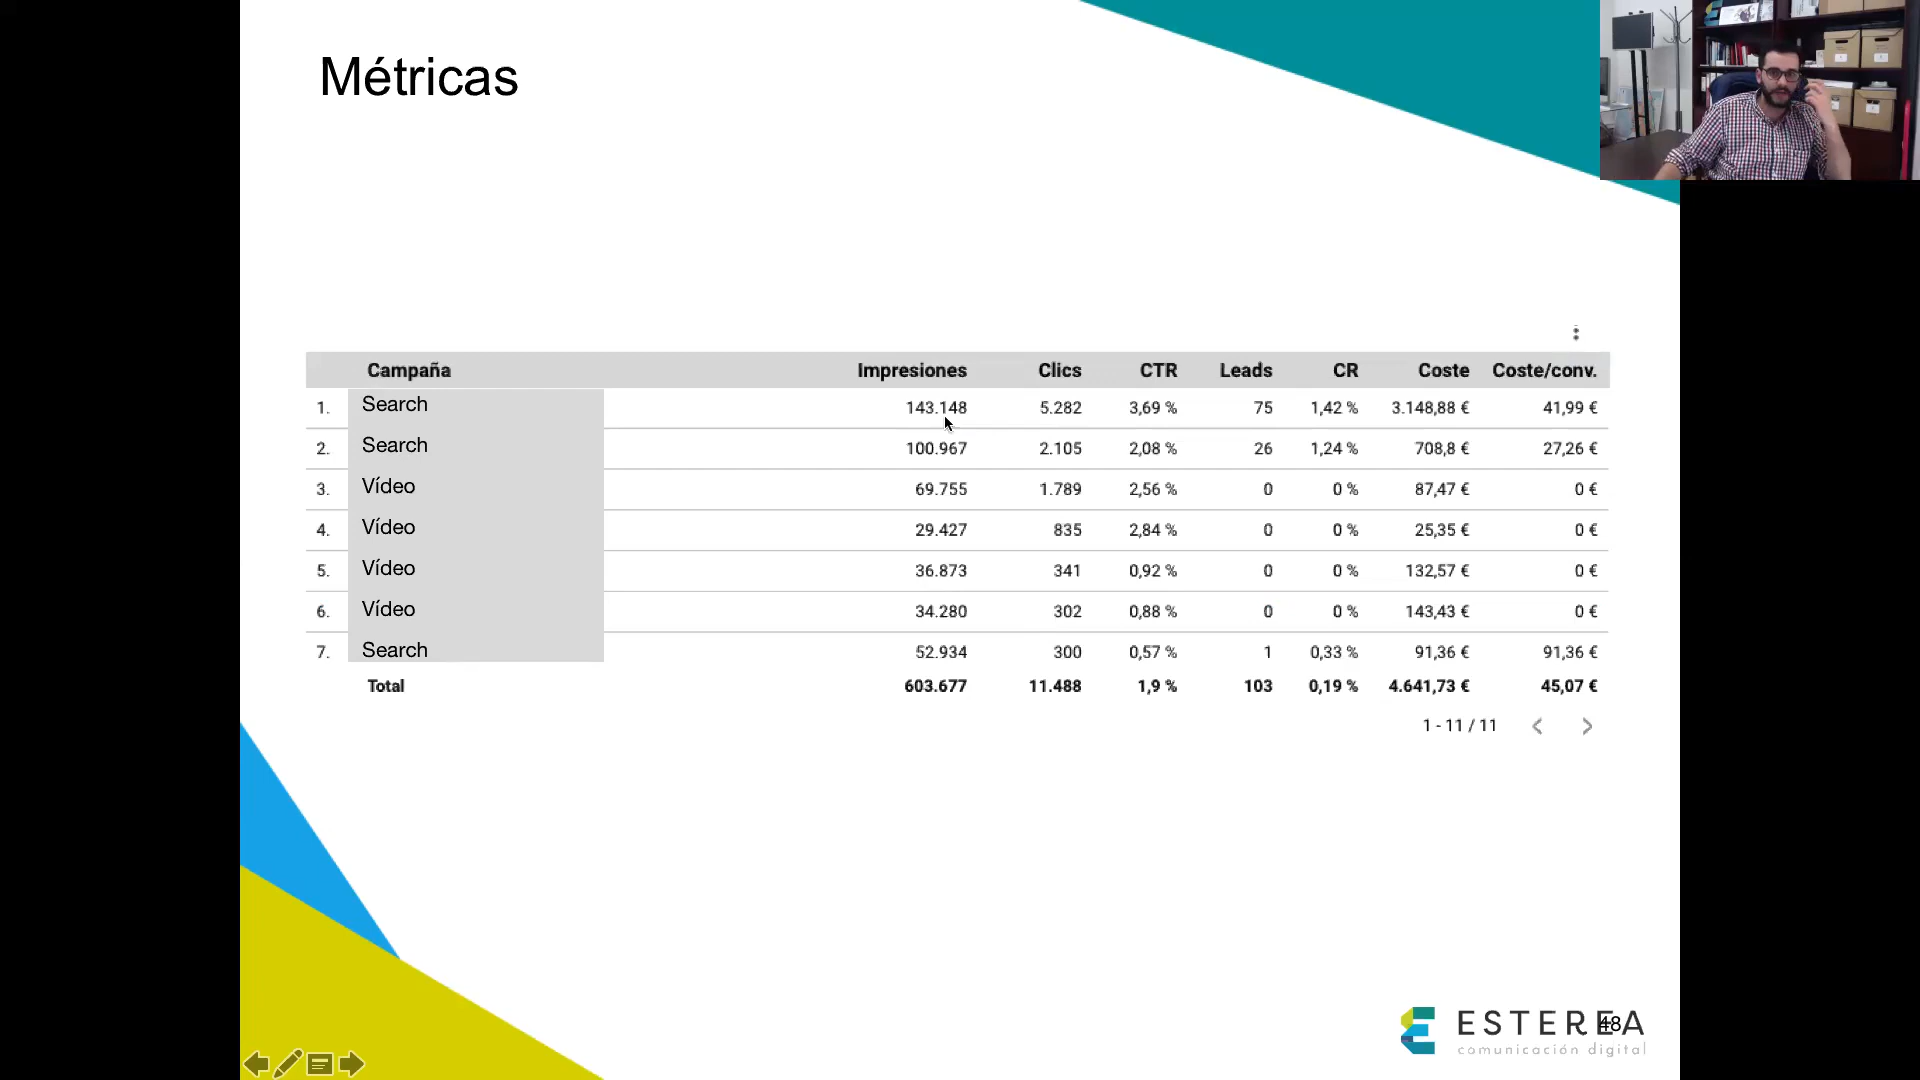 Métricas
Campaña Impresiones Clics CTR Leads CR Coste Coste/conv.
1. Search 143.148 5.282 3,69 % 75 1,42 % 3.148,88 € 41,99 €
2. Search 100.967 2.105 2,08 % 26 1,24 % 708,8 € 27,26 €
3. Vídeo 69.755 1.789 2,56 % 0 0 % 87,47 € 0 €
4. Vídeo 29.427 835 2,84 % 0 0 % 25,35 € 0 €
5. Vídeo 36.873 341 0,92 % 0 0 % 132,57 € 0 €
6. Vídeo 34.280 302 0,88 % 0 0 % 143,43 € 0 €
7. Search 52.934 300 0,57 % 1 0,33 % 91,36 € 91,36 €
Total 603.677 11.488 1,9 % 103 0,19 % 4.641,73 € 45,07 €
1 - 11 / 11
ESTEREA
48
comunicación digital